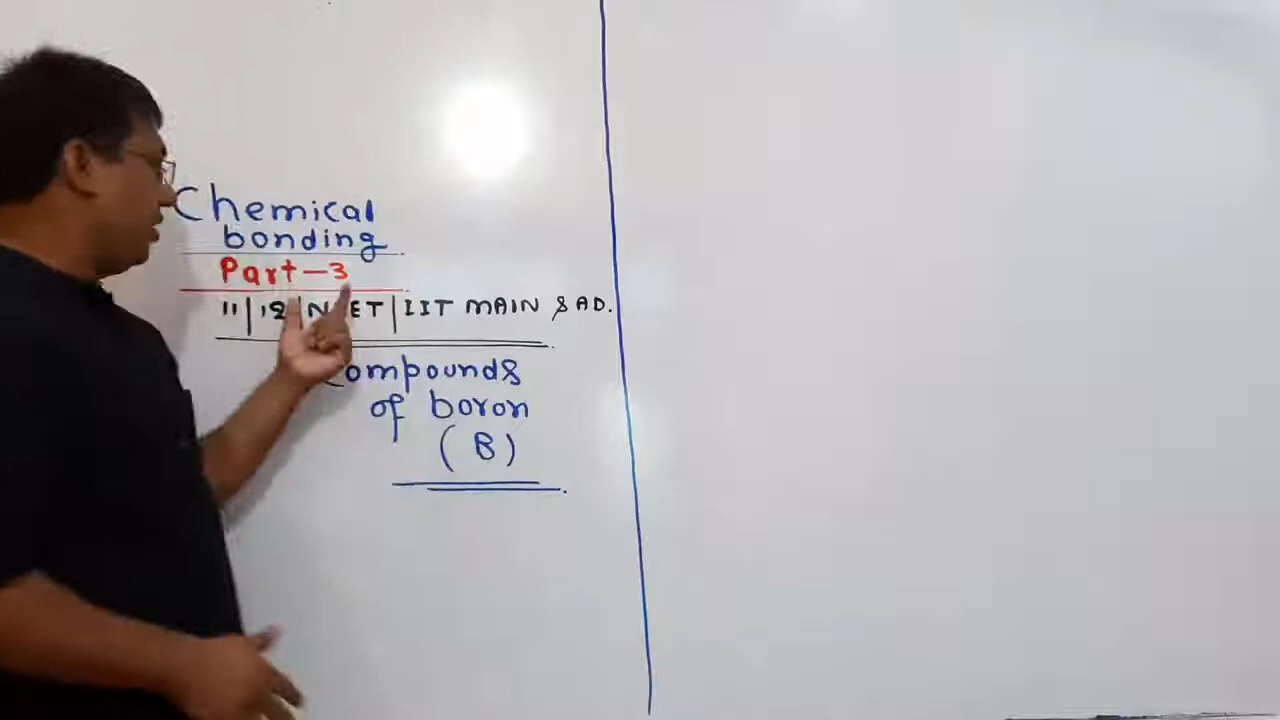 Chemical
bonding
Part-3
11|12|NEET|IIT MAIN & AD.
Compounds
of boron
(B)